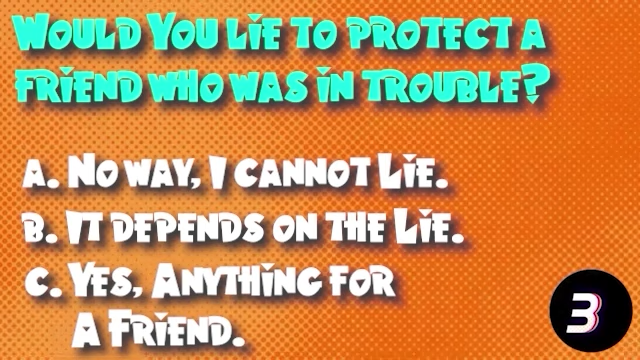 Would You lie to protect a
friend who was in trouble?
A. No way, I cannot Lie.
B. It depends on the Lie.
C. Yes, Anything for
A Friend.
3